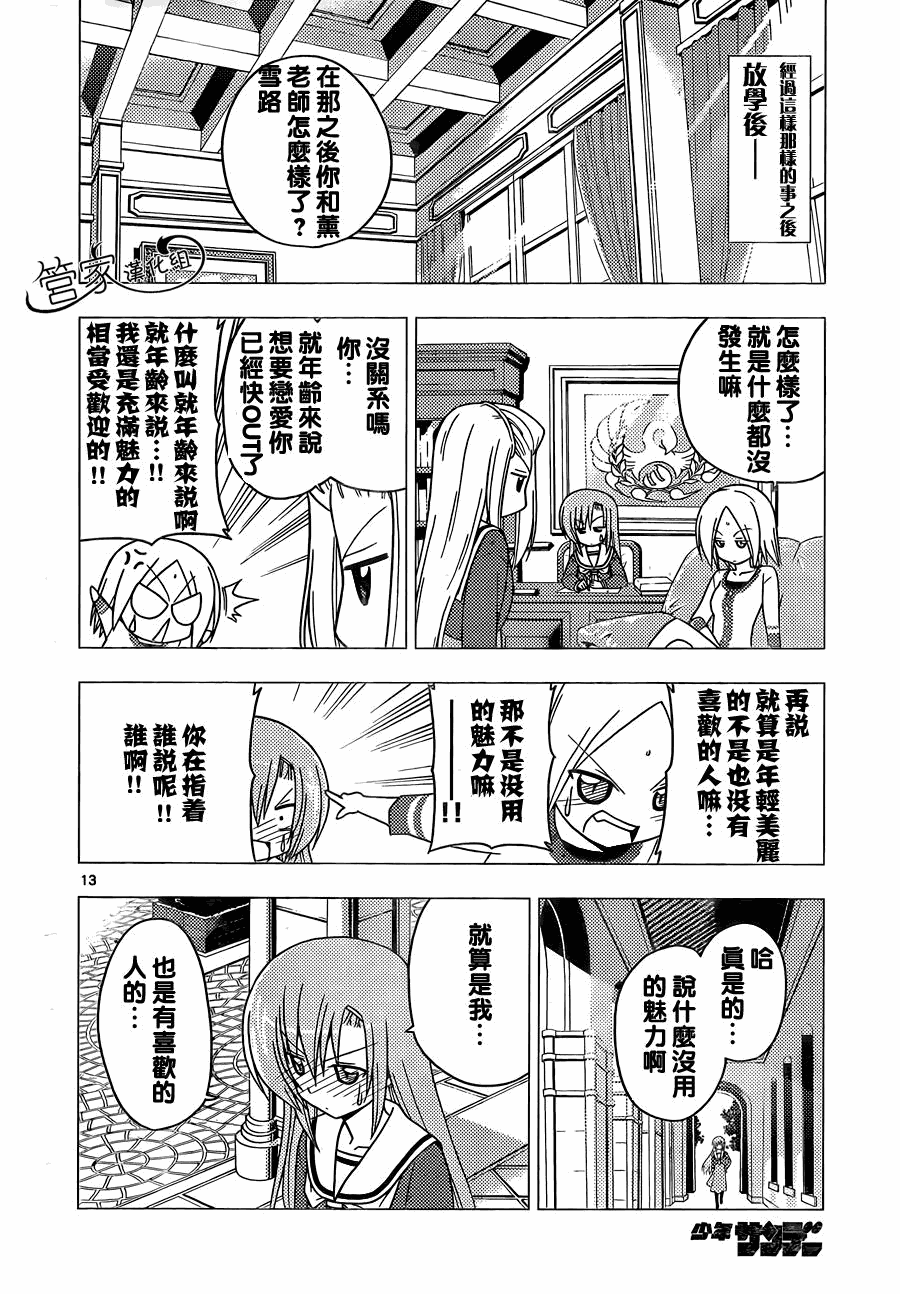 經過這樣那樣的事之後
放學後──
在那之後你和薰
老師怎麼樣了？
雪路
管家漢化組
怎麼樣了…
就是什麼都沒
發生嘛
沒關系嗎
你…
就年齡來說
想要戀愛你
已經快OUT了
什麼叫就年齡來說啊
就年齡來說…!!
我還是充滿魅力的
相當受歡迎的!!
再説
就算是年輕美麗
的不是也没有
喜歡的人嘛…
那不是没用
的魅力嘛
──!!
你在指着
誰説呢!!
誰啊!!
13
哈
真是的…
說什麼沒用
的魅力啊
就算是我…
也是有喜歡的
人的…
少年サンデー